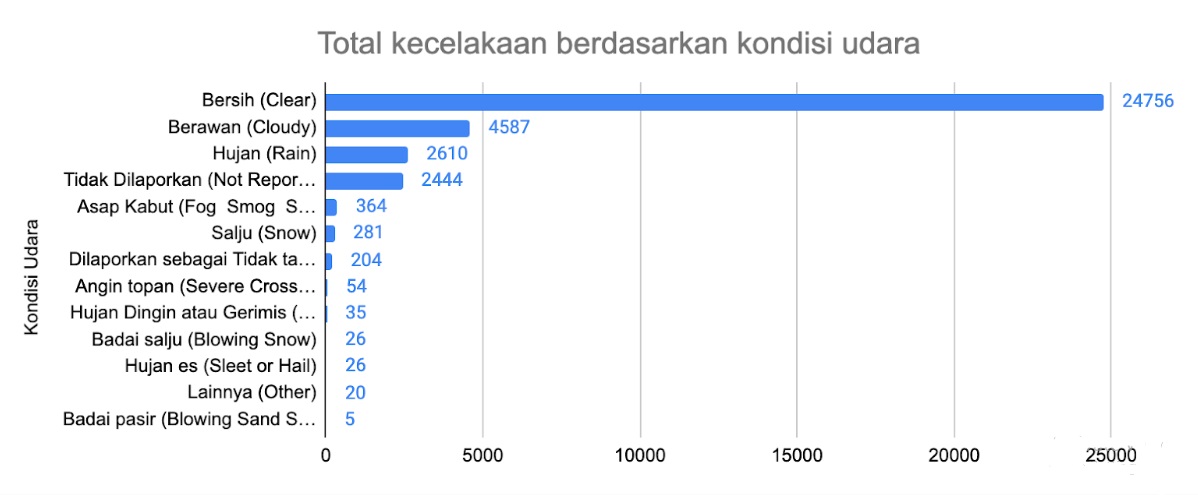 Total kecelakaan berdasarkan kondisi udara
Kondisi Udara
Bersih (Clear) 24756
Berawan (Cloudy) 4587
Hujan (Rain) 2610
Tidak Dilaporkan (Not Repor... 2444
Asap Kabut (Fog Smog S... 364
Salju (Snow) 281
Dilaporkan sebagai Tidak ta... 204
Angin topan (Severe Cross... 54
Hujan Dingin atau Gerimis (... 35
Badai salju (Blowing Snow) 26
Hujan es (Sleet or Hail) 26
Lainnya (Other) 20
Badai pasir (Blowing Sand S... 5
0 5000 10000 15000 20000 25000